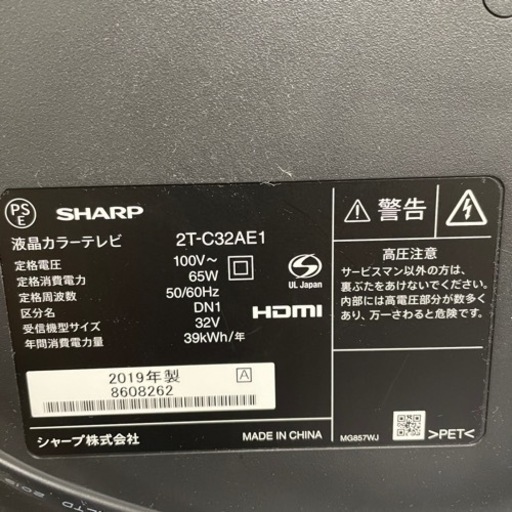 PS
E
SHARP
液晶カラーテレビ 2T-C32AE1
定格電圧 100V～
定格消費電力 65W
定格周波数 50/60Hz
区分名 DN1
受信機型サイズ 32V
年間消費電力量 39kWh/年
UL Japan
HDMI
2019年製 A
8608262
シャープ株式会社 MADE IN CHINA
警告
高圧注意
サービスマン以外の方は、
裏ぶたをあけないでください。
内部には高電圧部分が数多く
あり、万一さわると危険です。
MG857WJ
>PET<